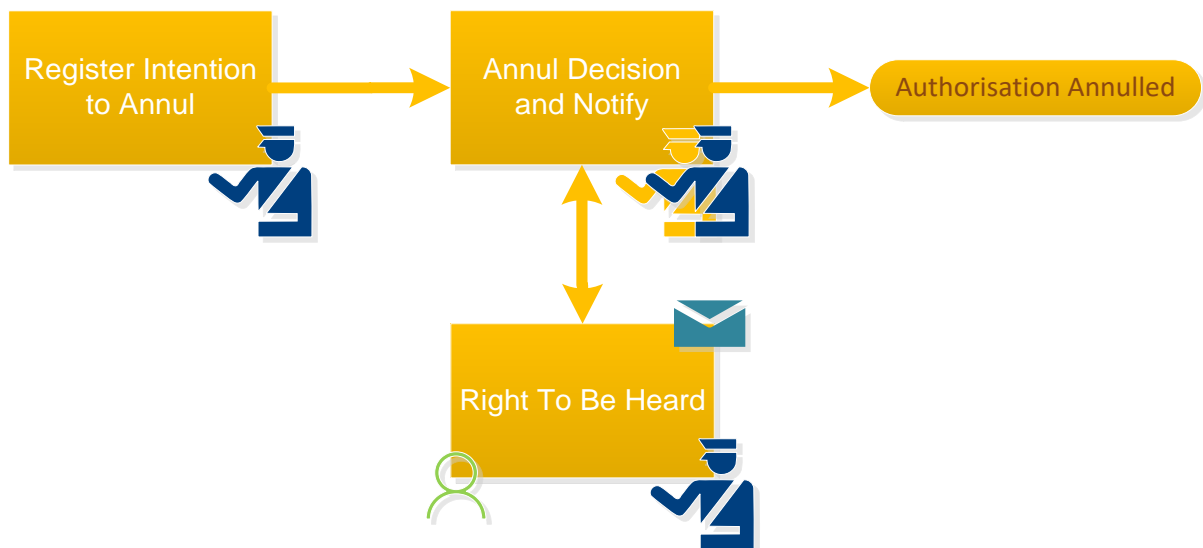 Register Intention
to Annul
Annul Decision
and Notify
Authorisation Annulled
Right To Be Heard